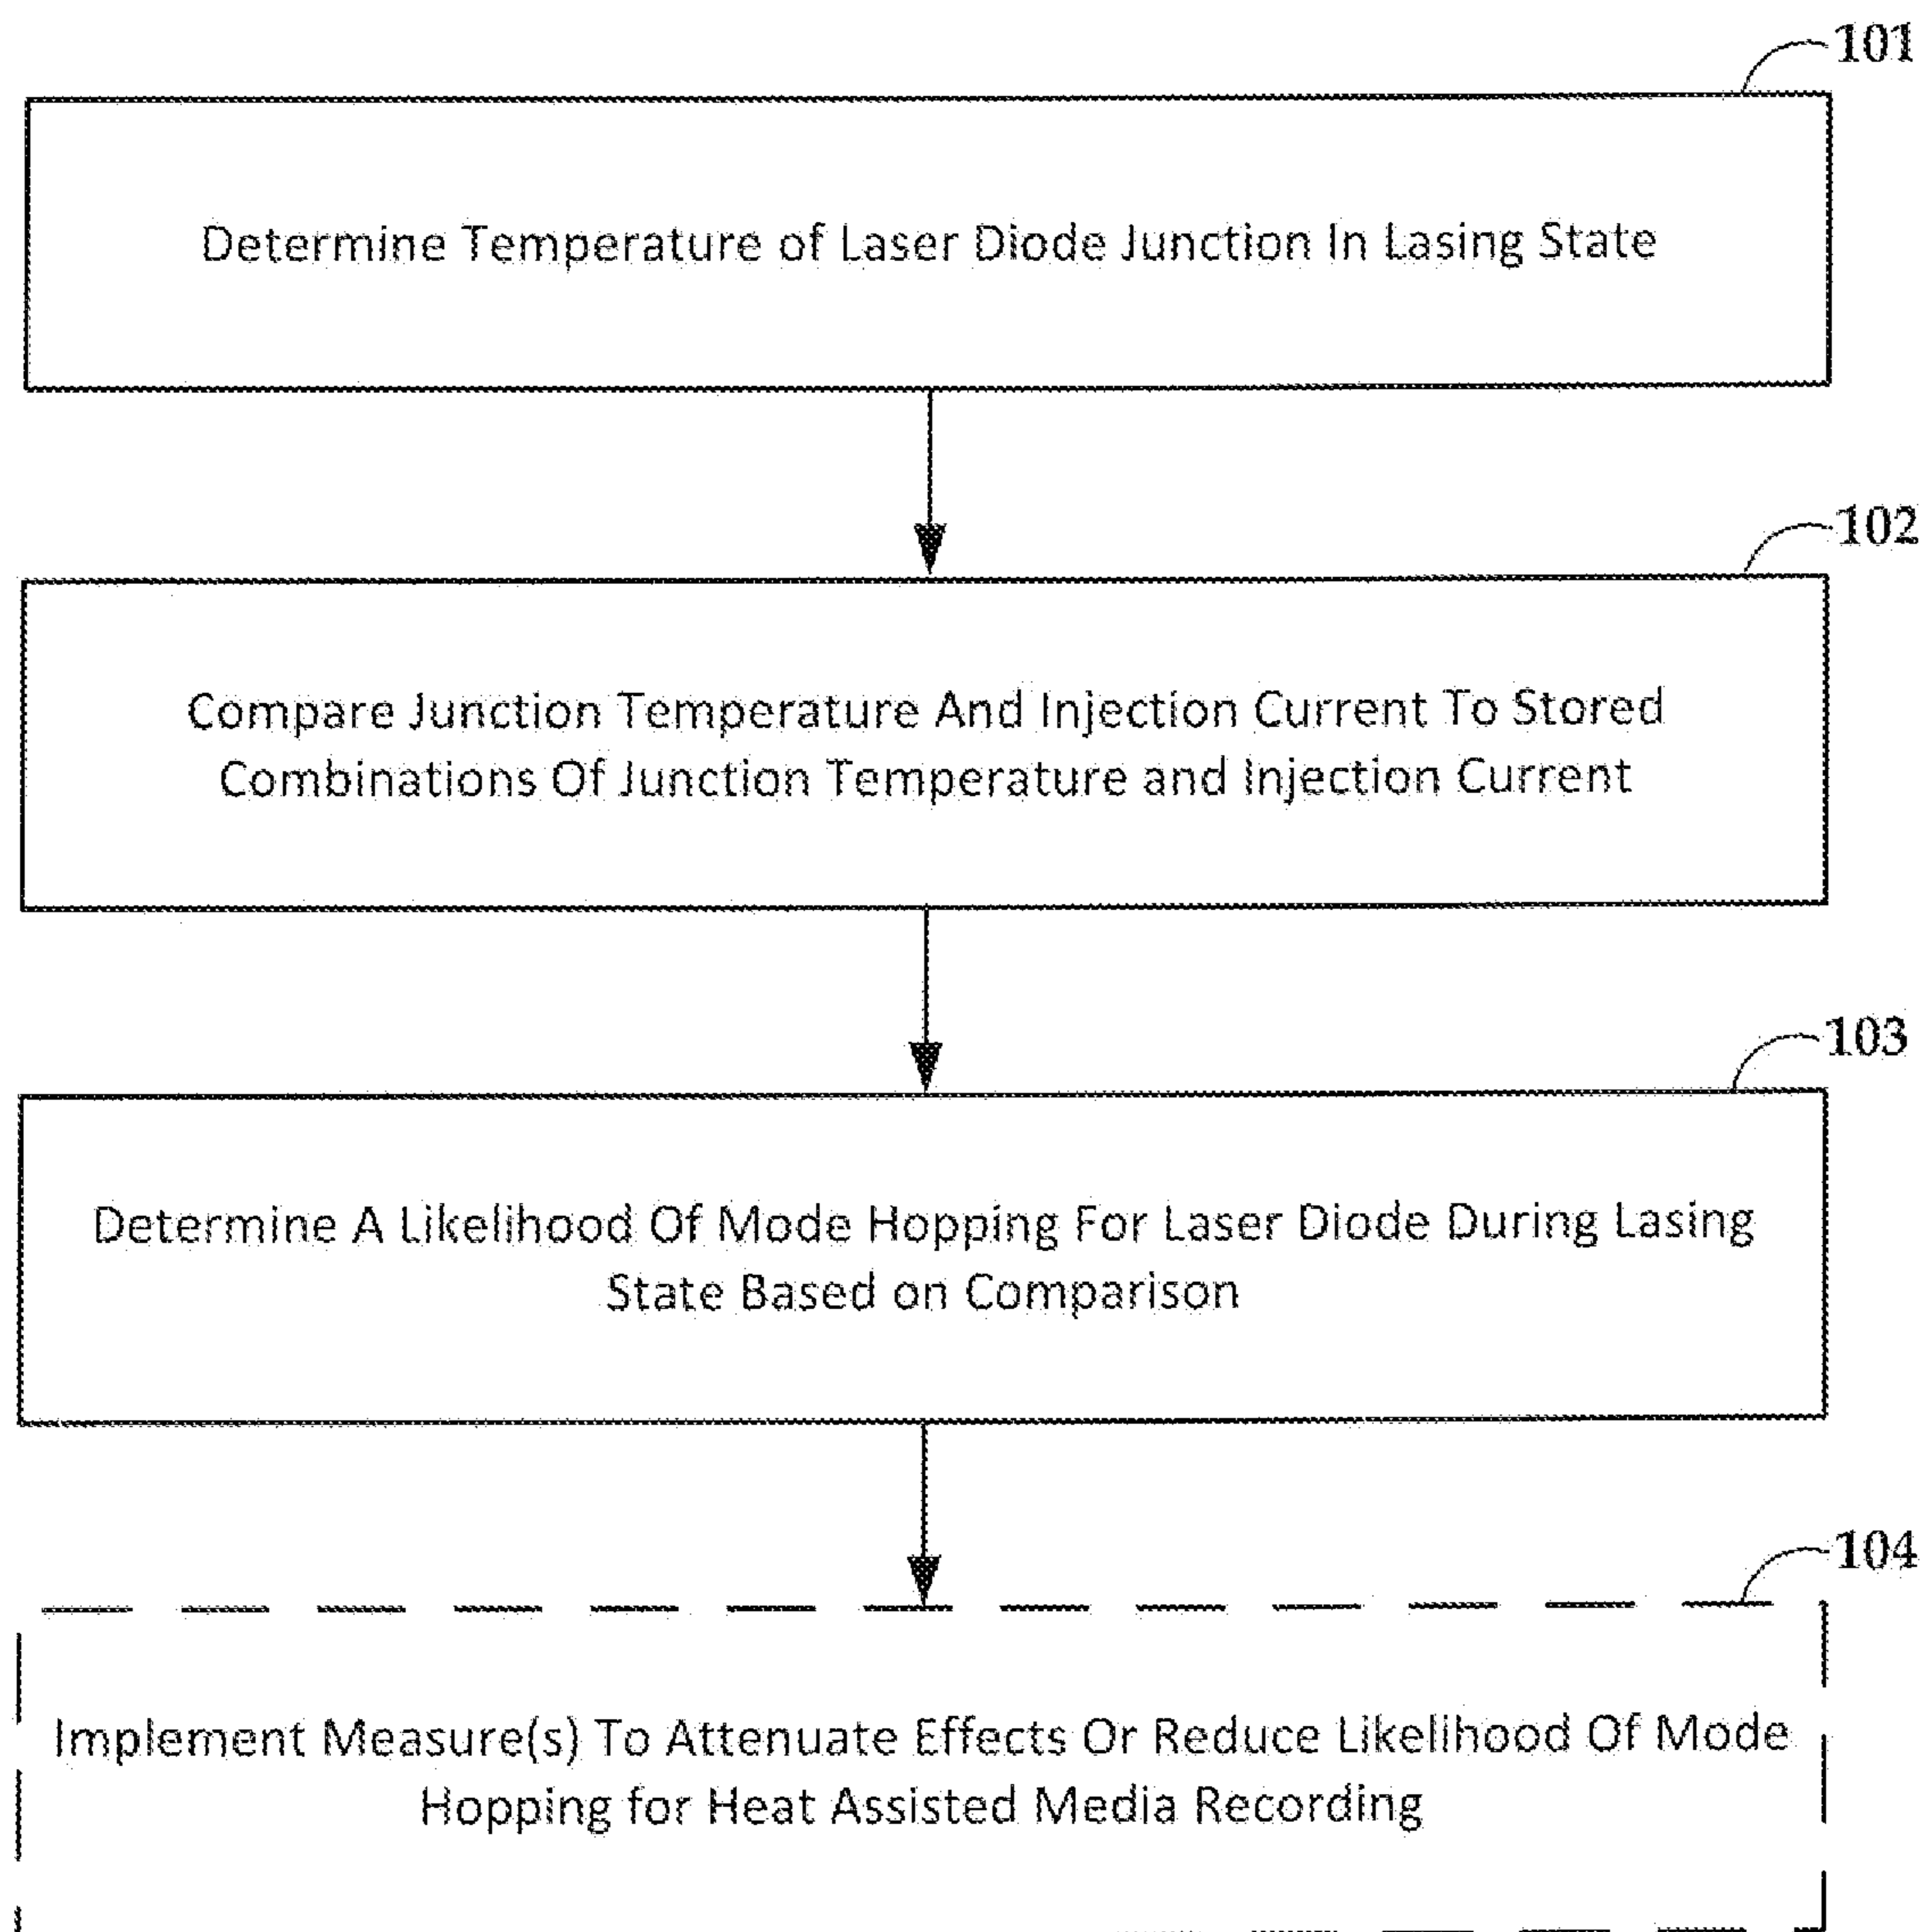 101
Determine Temperature of Laser Diode Junction In Lasing State
102
Compare Junction Temperature And Injection Current To Stored
Combinations Of Junction Temperature and Injection Current
103
Determine A Likelihood Of Mode Hopping For Laser Diode During Lasing
State Based on Comparison
104
Implement Measure(s) To Attenuate Effects Or Reduce Likelihood Of Mode
Hopping for Heat Assisted Media Recording